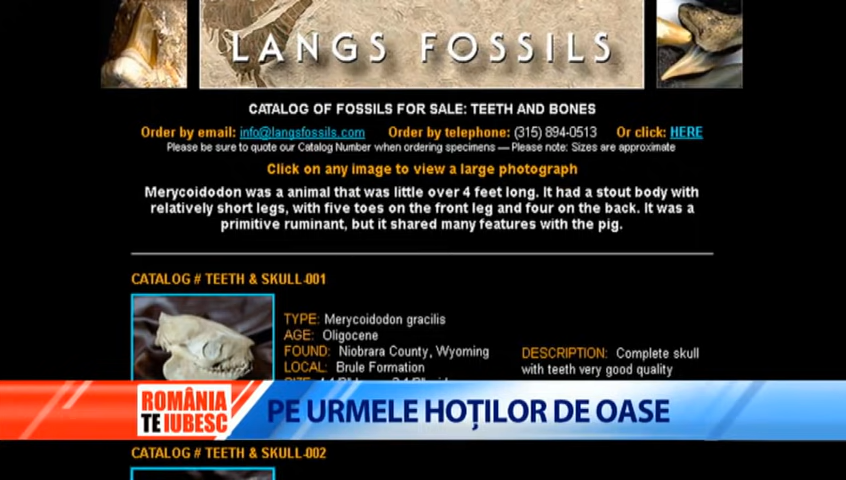 LANGS FOSSILS
CATALOG OF FOSSILS FOR SALE: TEETH AND BONES
Order by email: info@langsfossils.com Order by telephone: (315) 894-0513 Or click: HERE
Please be sure to quote our Catalog Number when ordering specimens — Please note: Sizes are approximate
Click on any image to view a large photograph
Merycoidodon was a animal that was little over 4 feet long. It had a stout body with
relatively short legs, with five toes on the front leg and four on the back. It was a
primitive ruminant, but it shared many features with the pig.
CATALOG # TEETH & SKULL-001
TYPE: Merycoidodon gracilis
AGE: Oligocene
FOUND: Niobrara County, Wyoming
LOCAL: Brule Formation
DESCRIPTION: Complete skull
with teeth very good quality
ROMÂNIA
TE IUBESC
PE URMELE HOȚILOR DE OASE
CATALOG # TEETH & SKULL-002